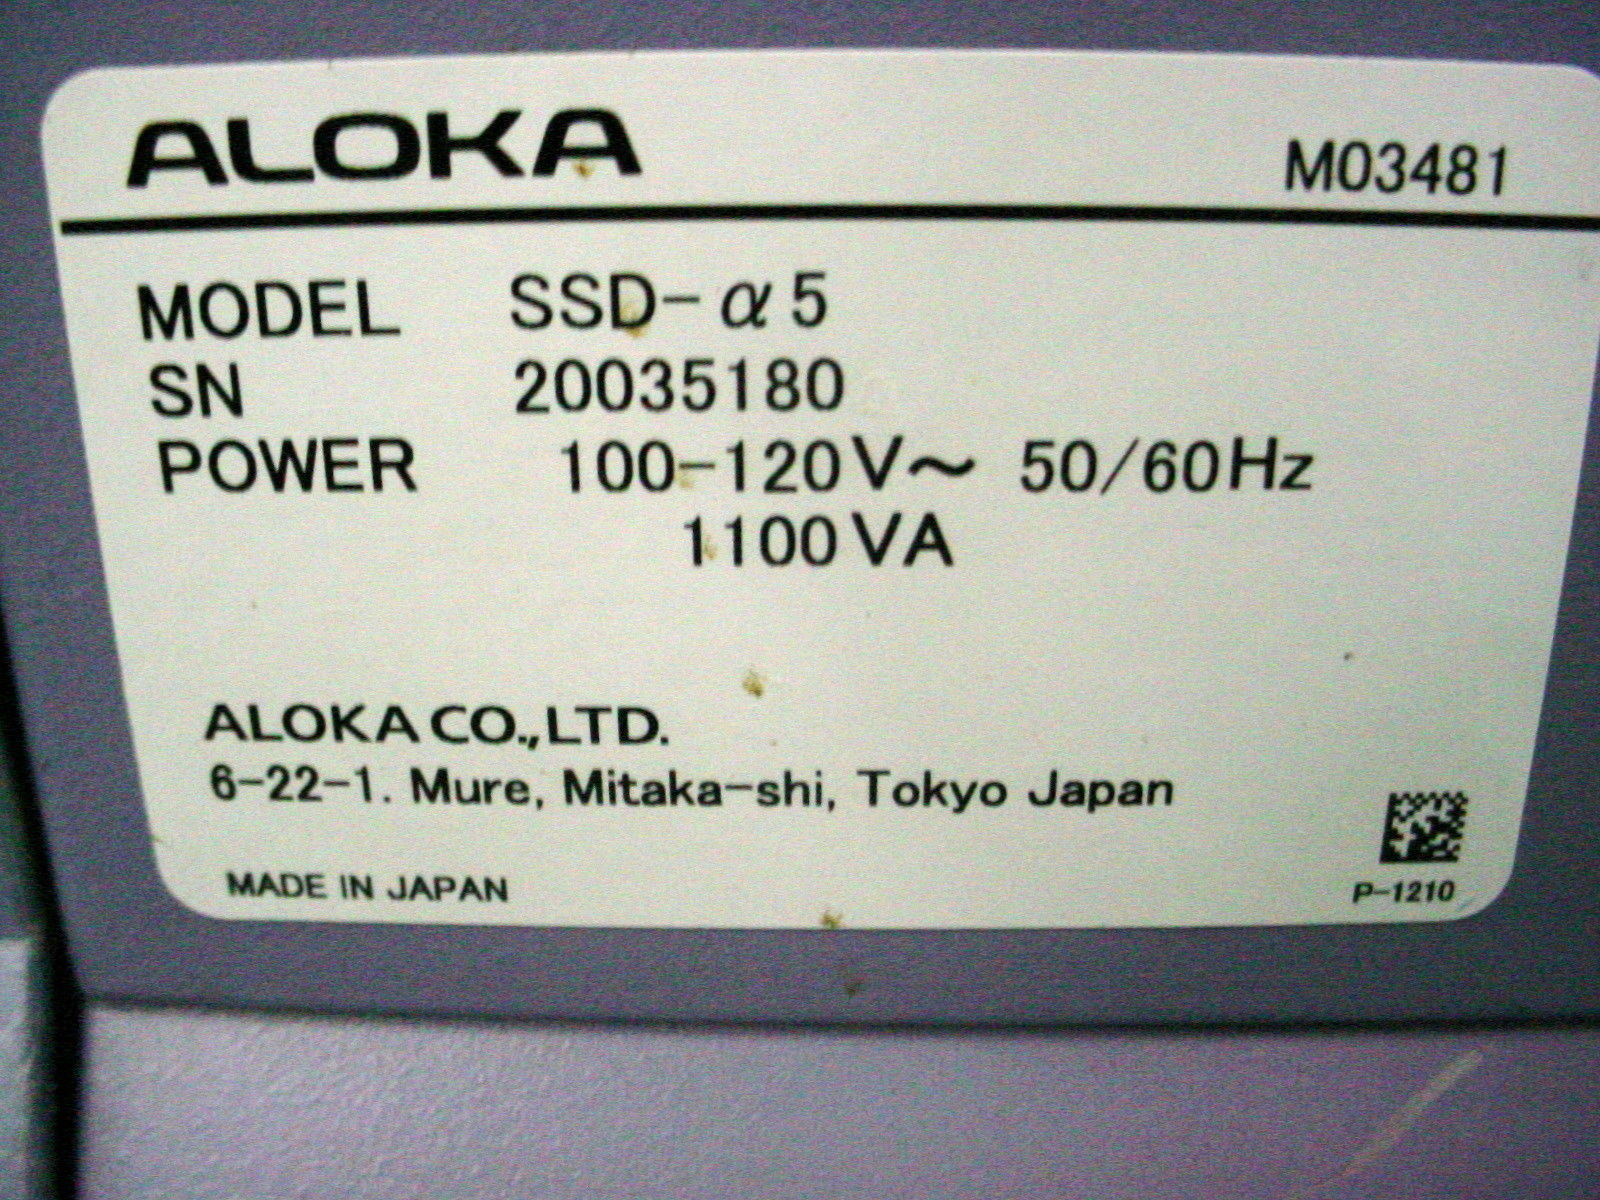 ALOKA
M03481
MODEL SSD-α5
SN 20035180
POWER 100-120V~ 50/60Hz
1100VA
ALOKA CO.,LTD.
6-22-1. Mure, Mitaka-shi, Tokyo Japan
MADE IN JAPAN
P-1210